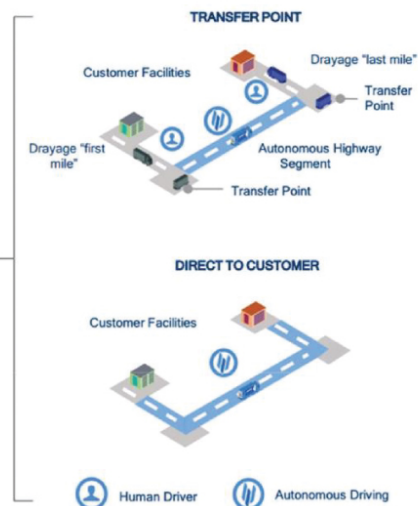 TRANSFER POINT
Drayage "last mile"
Customer Facilities
Transfer
Point
Drayage "first
mile"
Autonomous Highway
Segment
Transfer Point
DIRECT TO CUSTOMER
Customer Facilities
Human Driver
Autonomous Driving